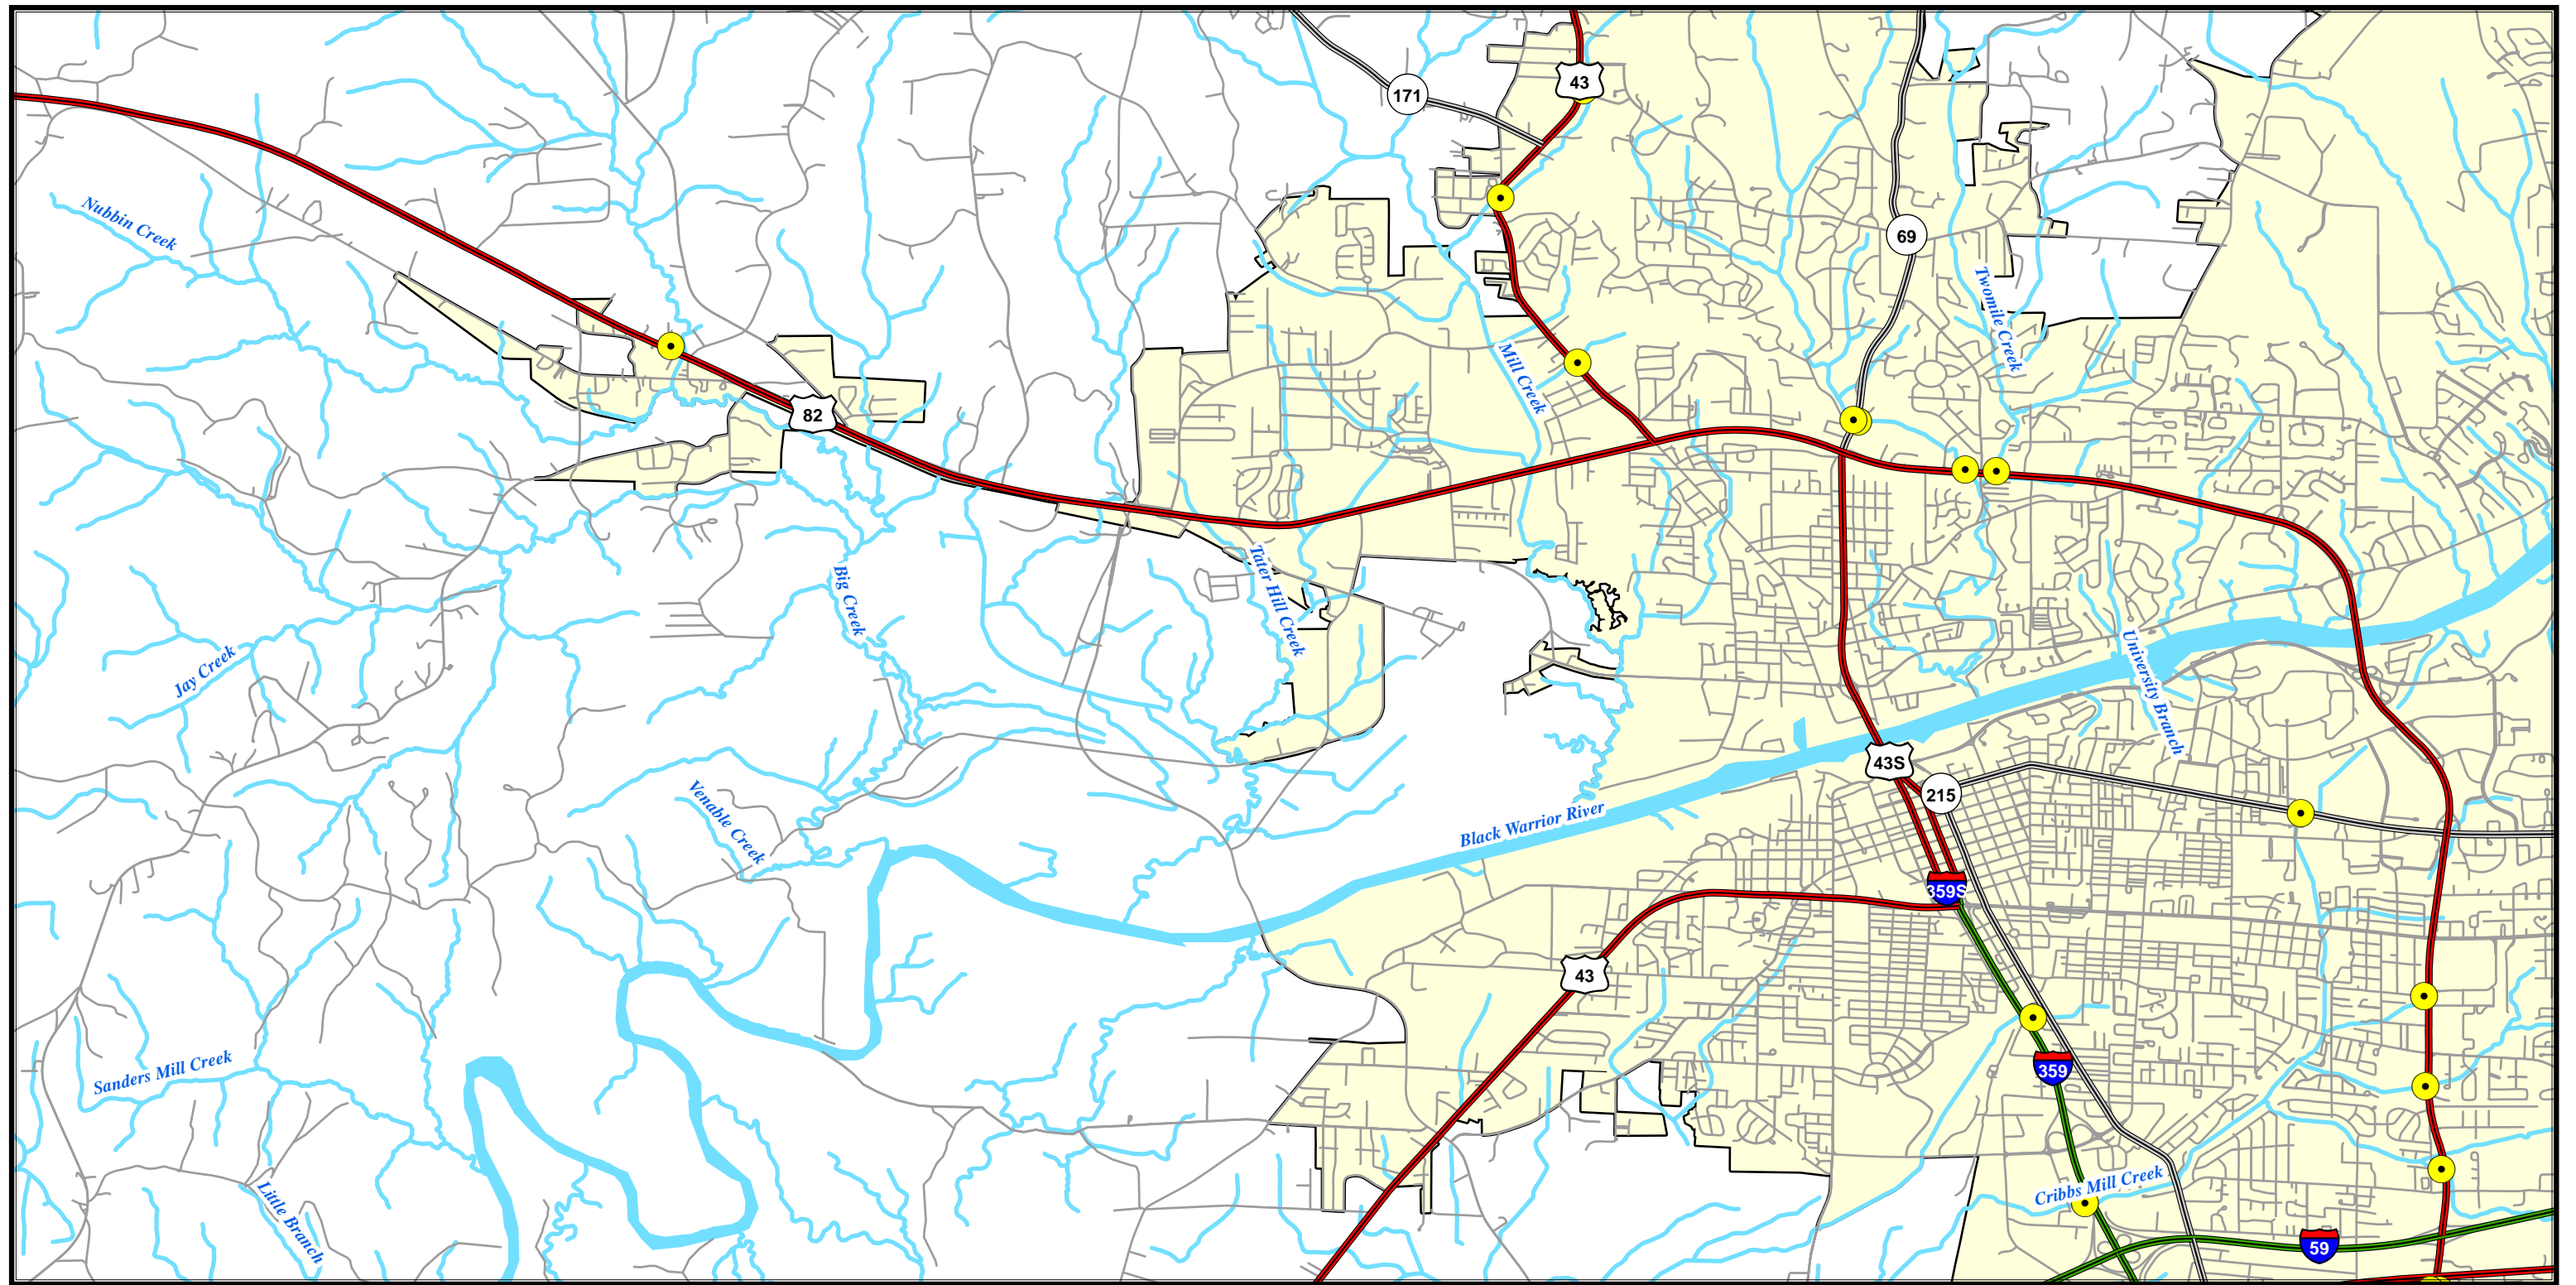 43
171
Nubbin Creek
69
Twomile Creek
Mill Creek
82
Tater Hill Creek
Big Creek
Jay Creek
University Branch
43S
215
Venable Creek
Black Warrior River
359S
43
Sanders Mill Creek
359
Cribbs Mill Creek
Little Branch
59